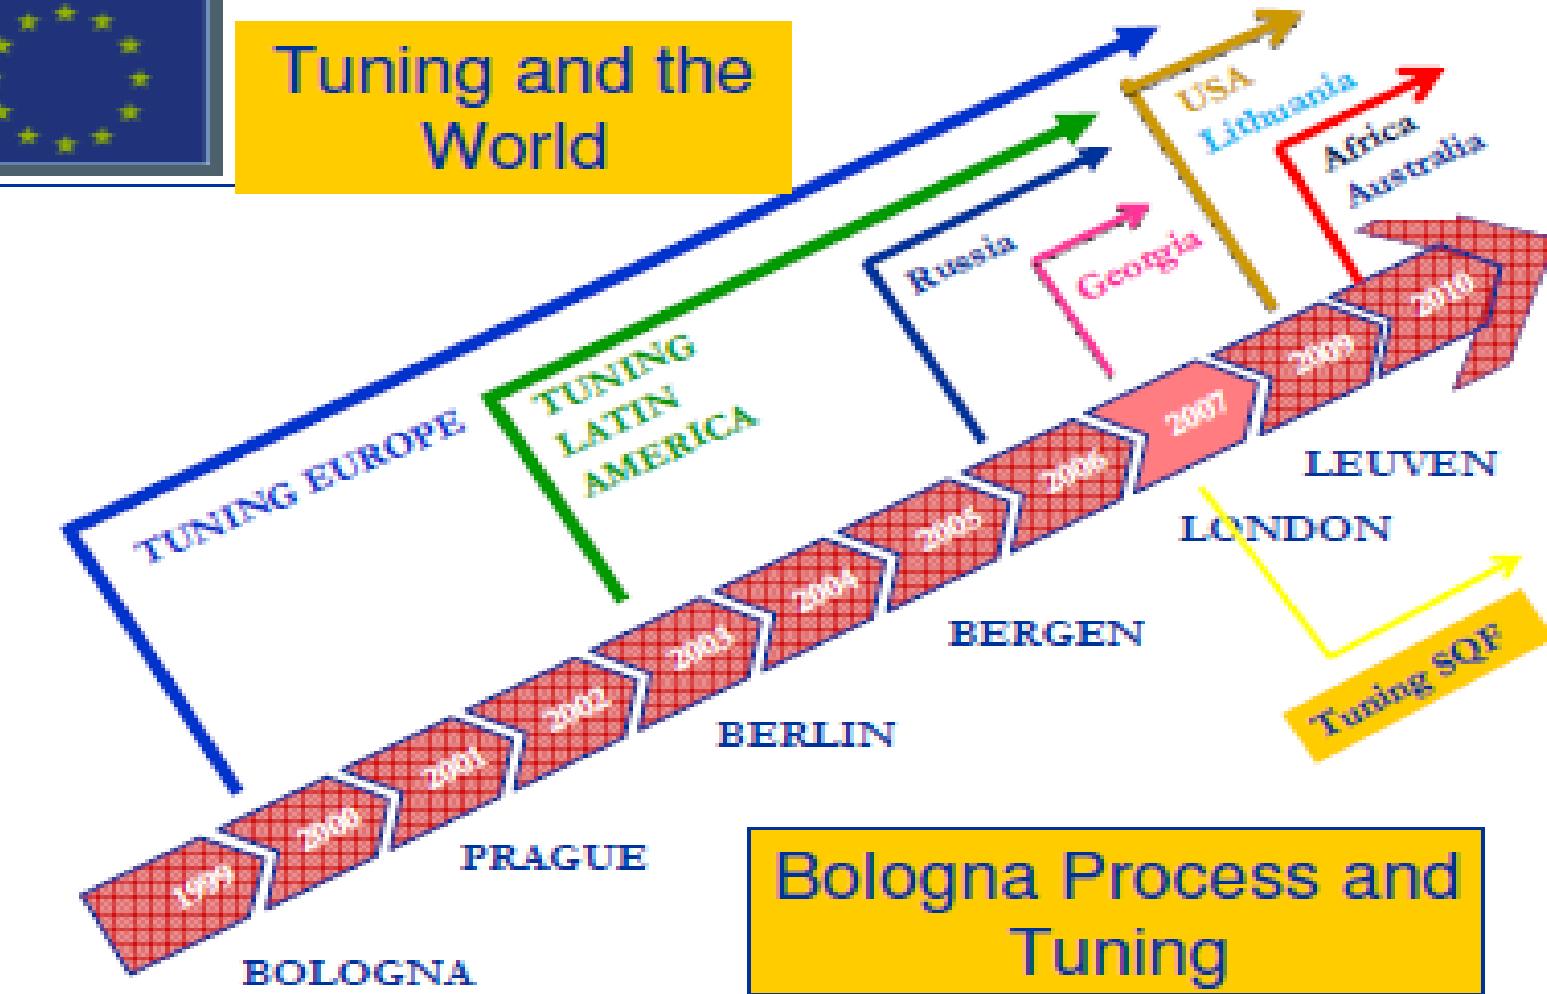 Tuning and the
World
USA
Lithuania
Africa
Australia
Russia
Georgia
TUNING EUROPE
TUNING
LATIN
AMERICA
1999
2000
2001
2002
2003
2004
2005
2006
2007
2009
2010
BOLOGNA
PRAGUE
BERLIN
BERGEN
LONDON
LEUVEN
Tuning SQF
Bologna Process and
Tuning